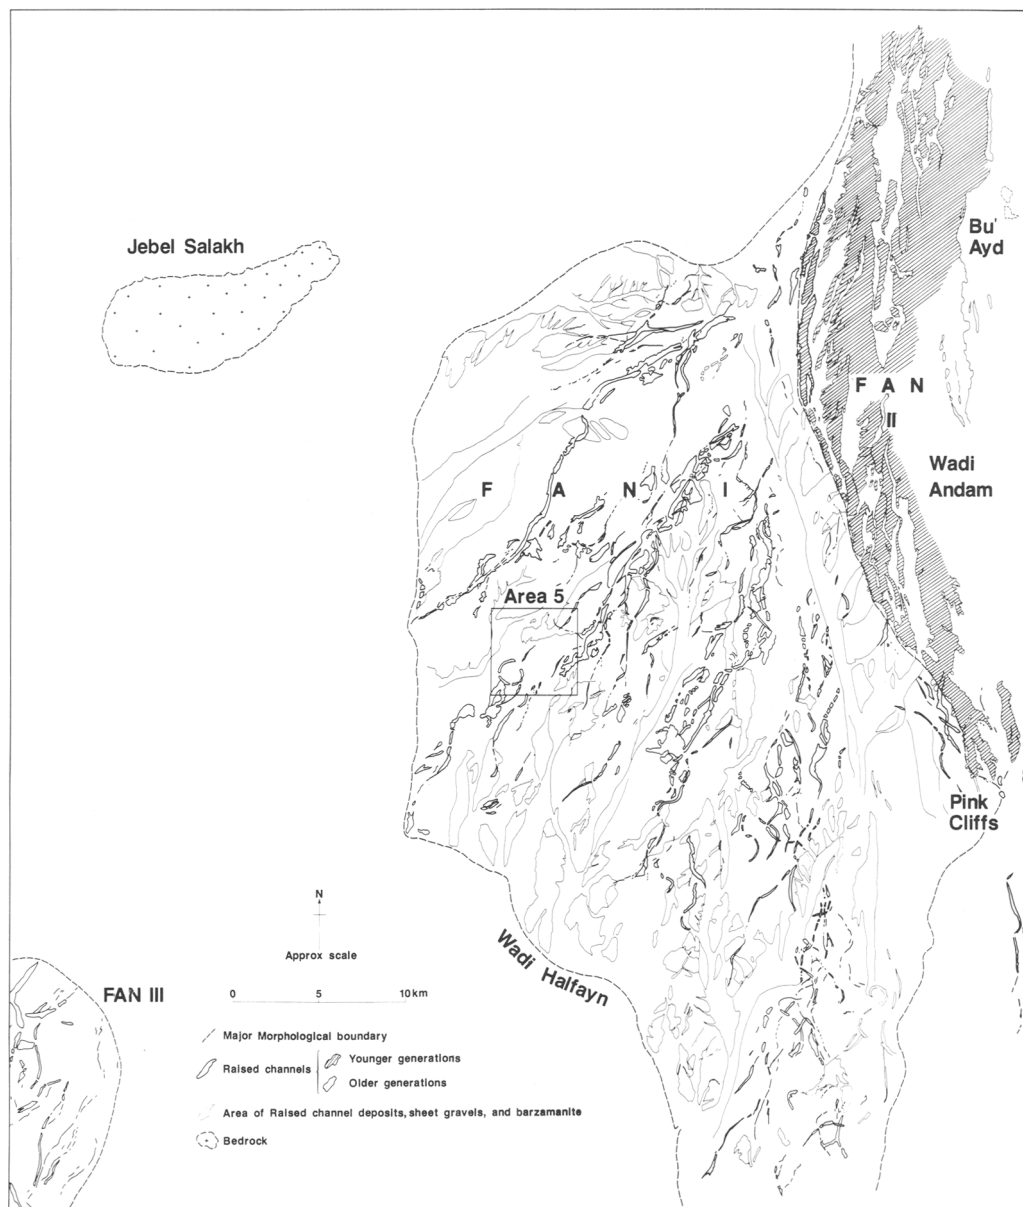 Jebel Salakh
Bu'
Ayd
F A N
II
Wadi
Andam
F A N I
Area 5
Pink
Cliffs
N
Approx scale
Wadi Halfayn
FAN III
0 5 10 km
Major Morphological boundary
Raised channels
Younger generations
Older generations
Area of Raised channel deposits, sheet gravels, and barzamanite
Bedrock